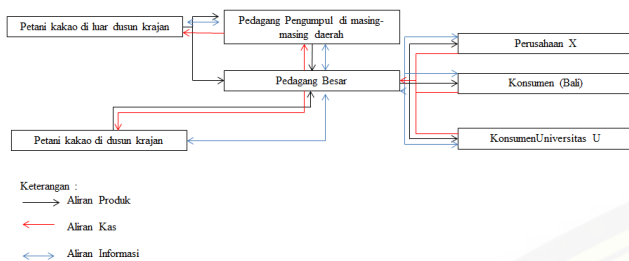 Petani kakao di luar dusun krajan
Pedagang Pengumpul di masing-
masing daerah
Perusahaan X
Pedagang Besar
Konsumen (Bali)
Petani kakao di dusun krajan
KonsumenUniversitas U
Keterangan :
Aliran Produk
Aliran Kas
Aliran Informasi